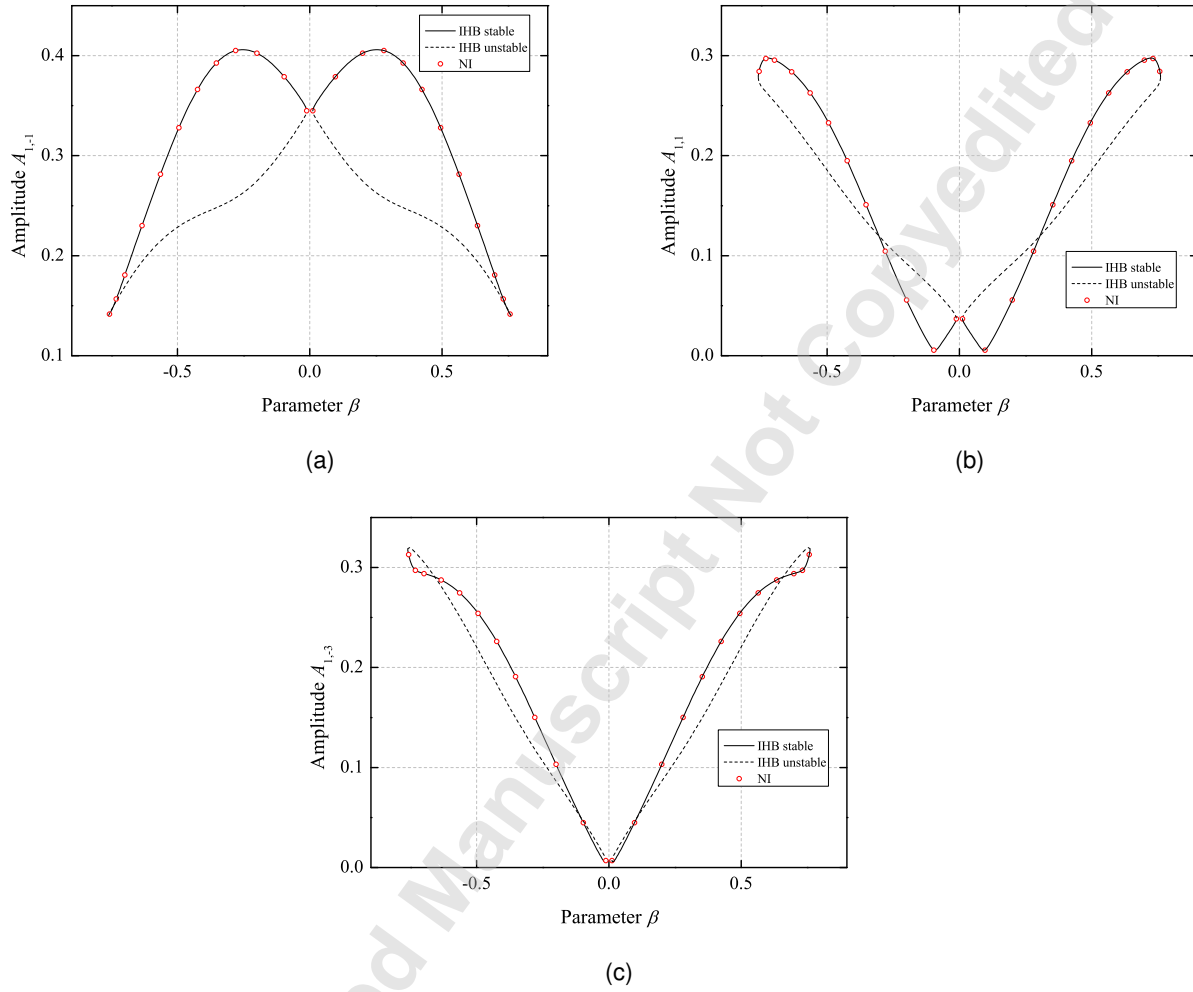 0.4
0.3
0.2
0.1
-0.5
0.0
0.5
Amplitude A1,-1
Parameter β
IHB stable
IHB unstable
NI
(a)
0.3
0.2
0.1
0.0
-0.5
0.0
0.5
Amplitude A1,1
Parameter β
IHB stable
IHB unstable
NI
(b)
0.3
0.2
0.1
0.0
-0.5
0.0
0.5
Amplitude A1,-3
Parameter β
IHB stable
IHB unstable
NI
(c)
ed Manuscript Not Copyedited